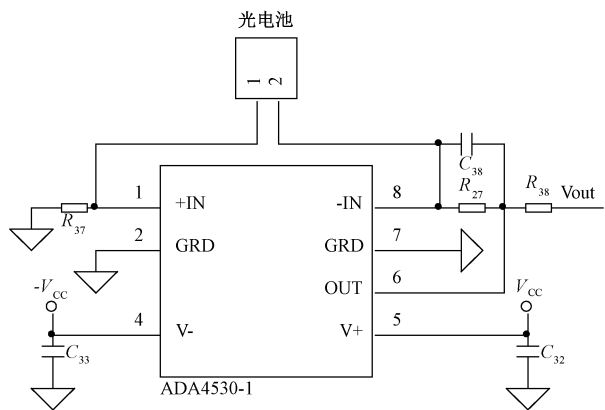 光电池
1 2
C38
R27
R38
Vout
1 +IN -IN 8
R37
2 GRD GRD 7
OUT 6
-VCC
VCC
4 V- V+ 5
C33
C32
ADA4530-1